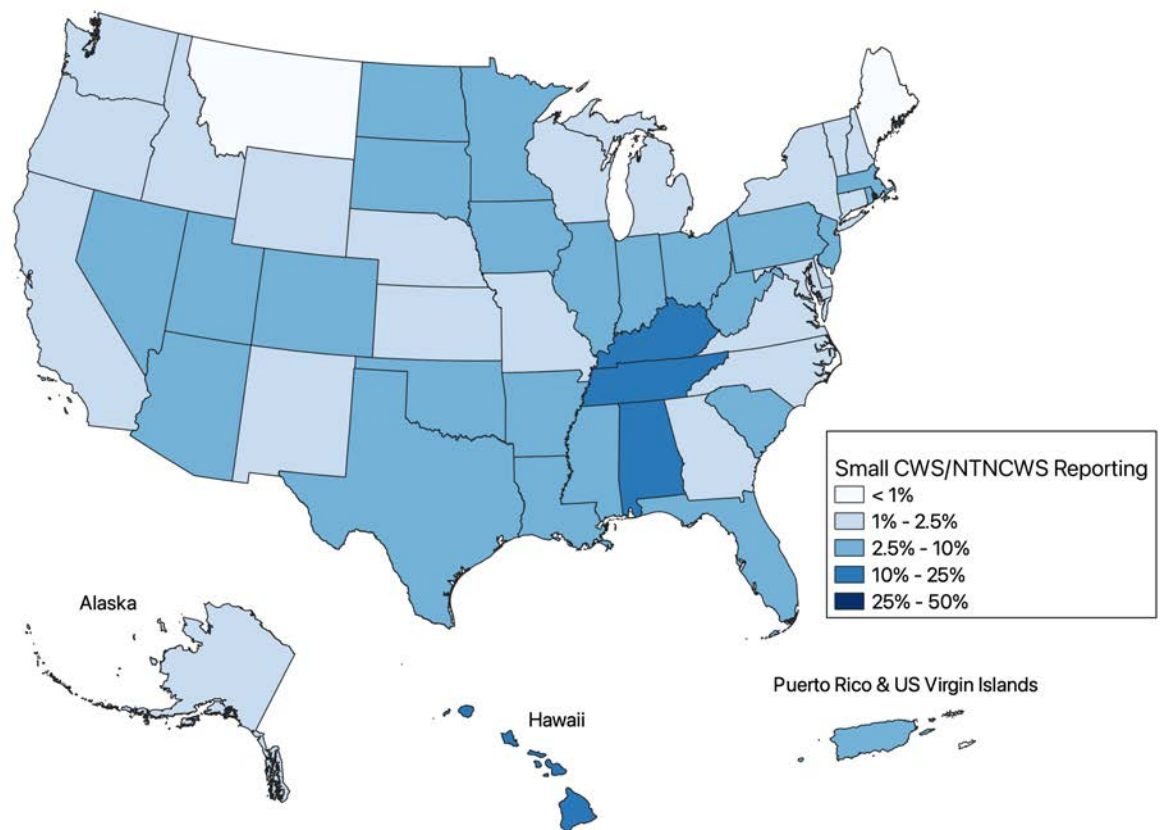 Small CWS/NTNCWS Reporting
< 1%
1% - 2.5%
2.5% - 10%
10% - 25%
25% - 50%
Alaska
Hawaii
Puerto Rico & US Virgin Islands